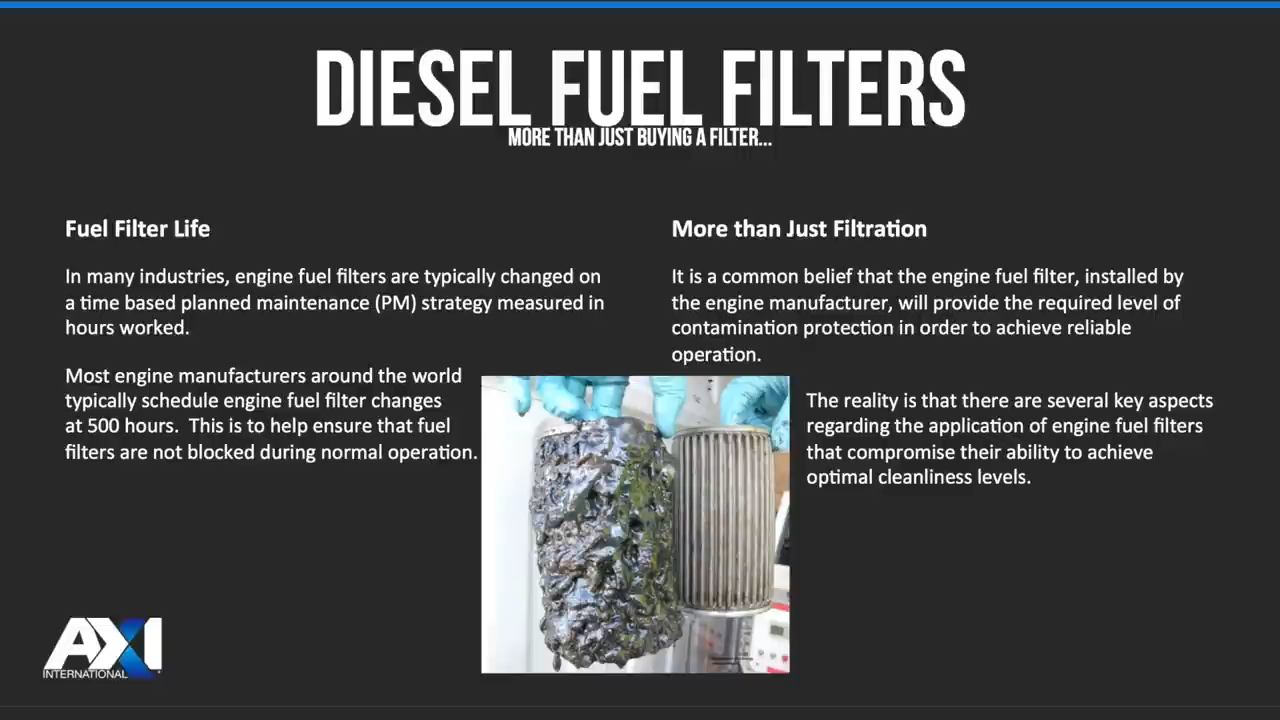 DIESEL FUEL FILTERS
MORE THAN JUST BUYING A FILTER...
Fuel Filter Life
In many industries, engine fuel filters are typically changed on
a time based planned maintenance (PM) strategy measured in
hours worked.
Most engine manufacturers around the world
typically schedule engine fuel filter changes
at 500 hours.  This is to help ensure that fuel
filters are not blocked during normal operation.
More than Just Filtration
It is a common belief that the engine fuel filter, installed by
the engine manufacturer, will provide the required level of
contamination protection in order to achieve reliable
operation.
The reality is that there are several key aspects
regarding the application of engine fuel filters
that compromise their ability to achieve
optimal cleanliness levels.
AXI
INTERNATIONAL